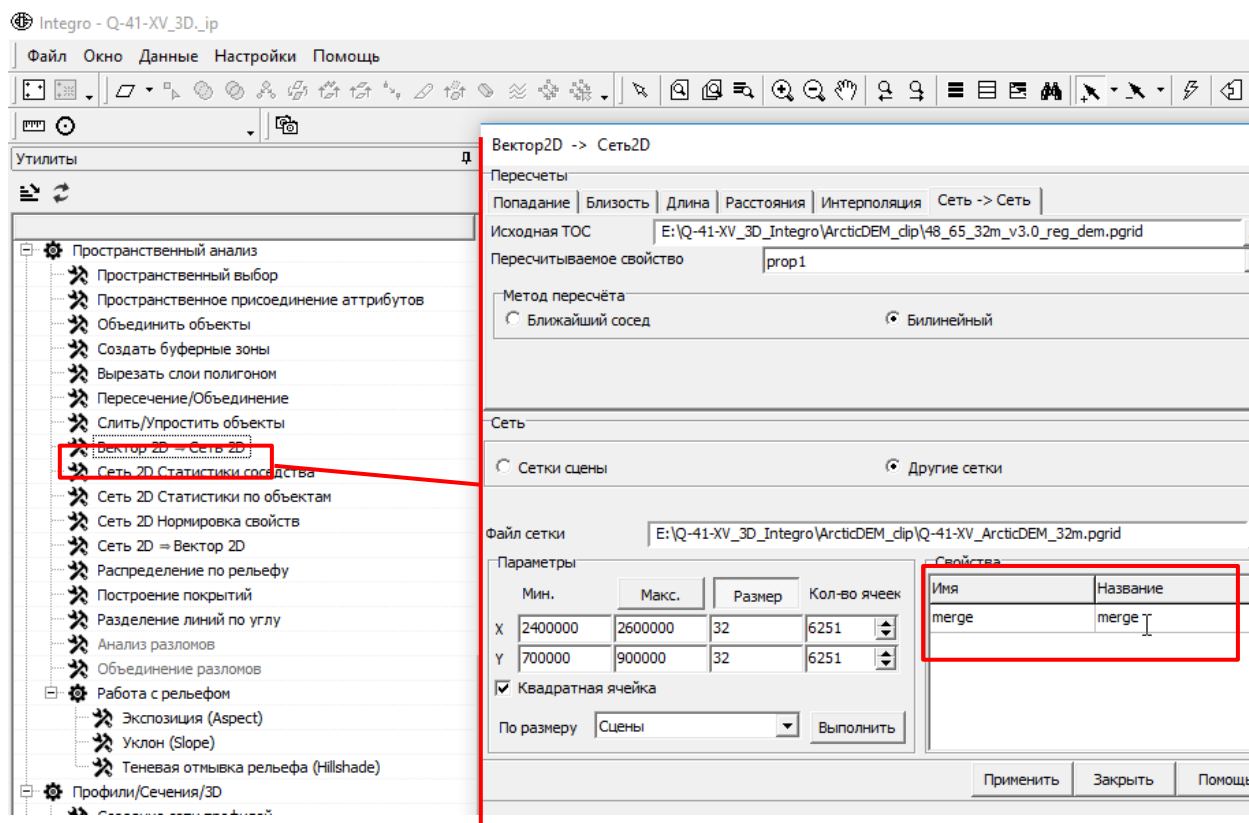 Integro - Q-41-XV_3D._ip
Файл Окно Данные Настройки Помощь
Утилиты
Пространственный анализ
Пространственный выбор
Пространственное присоединение аттрибутов
Объединить объекты
Создать буферные зоны
Вырезать слои полигоном
Пересечение/Объединение
Слить/Упростить объекты
Вектор 2D ⇒ Сеть 2D
Сеть 2D Статистики соседства
Сеть 2D Статистики по объектам
Сеть 2D Нормировка свойств
Сеть 2D ⇒ Вектор 2D
Распределение по рельефу
Построение покрытий
Разделение линий по углу
Анализ разломов
Объединение разломов
Работа с рельефом
Экспозиция (Aspect)
Уклон (Slope)
Теневая отмывка рельефа (Hillshade)
Профили/Сечения/3D
Вектор2D -> Сеть2D
Пересчеты
Попадание Близость Длина Расстояния Интерполяция Сеть -> Сеть
Исходная ТОС E:\Q-41-XV_3D_Integro\ArcticDEM_clip\48_65_32m_v3.0_reg_dem.pgrid
Пересчитываемое свойство prop1
Метод пересчёта
Ближайший сосед Билинейный
Сеть
Сетки сцены Другие сетки
Файл сетки E:\Q-41-XV_3D_Integro\ArcticDEM_clip\Q-41-XV_ArcticDEM_32m.pgrid
Параметры
Мин. Макс. Размер Кол-во ячеек
X 2400000 2600000 32 6251
Y 700000 900000 32 6251
Квадратная ячейка
По размеру Сцены Выполнить
Свойства
Имя Название
merge merge
Применить Закрыть Помощь